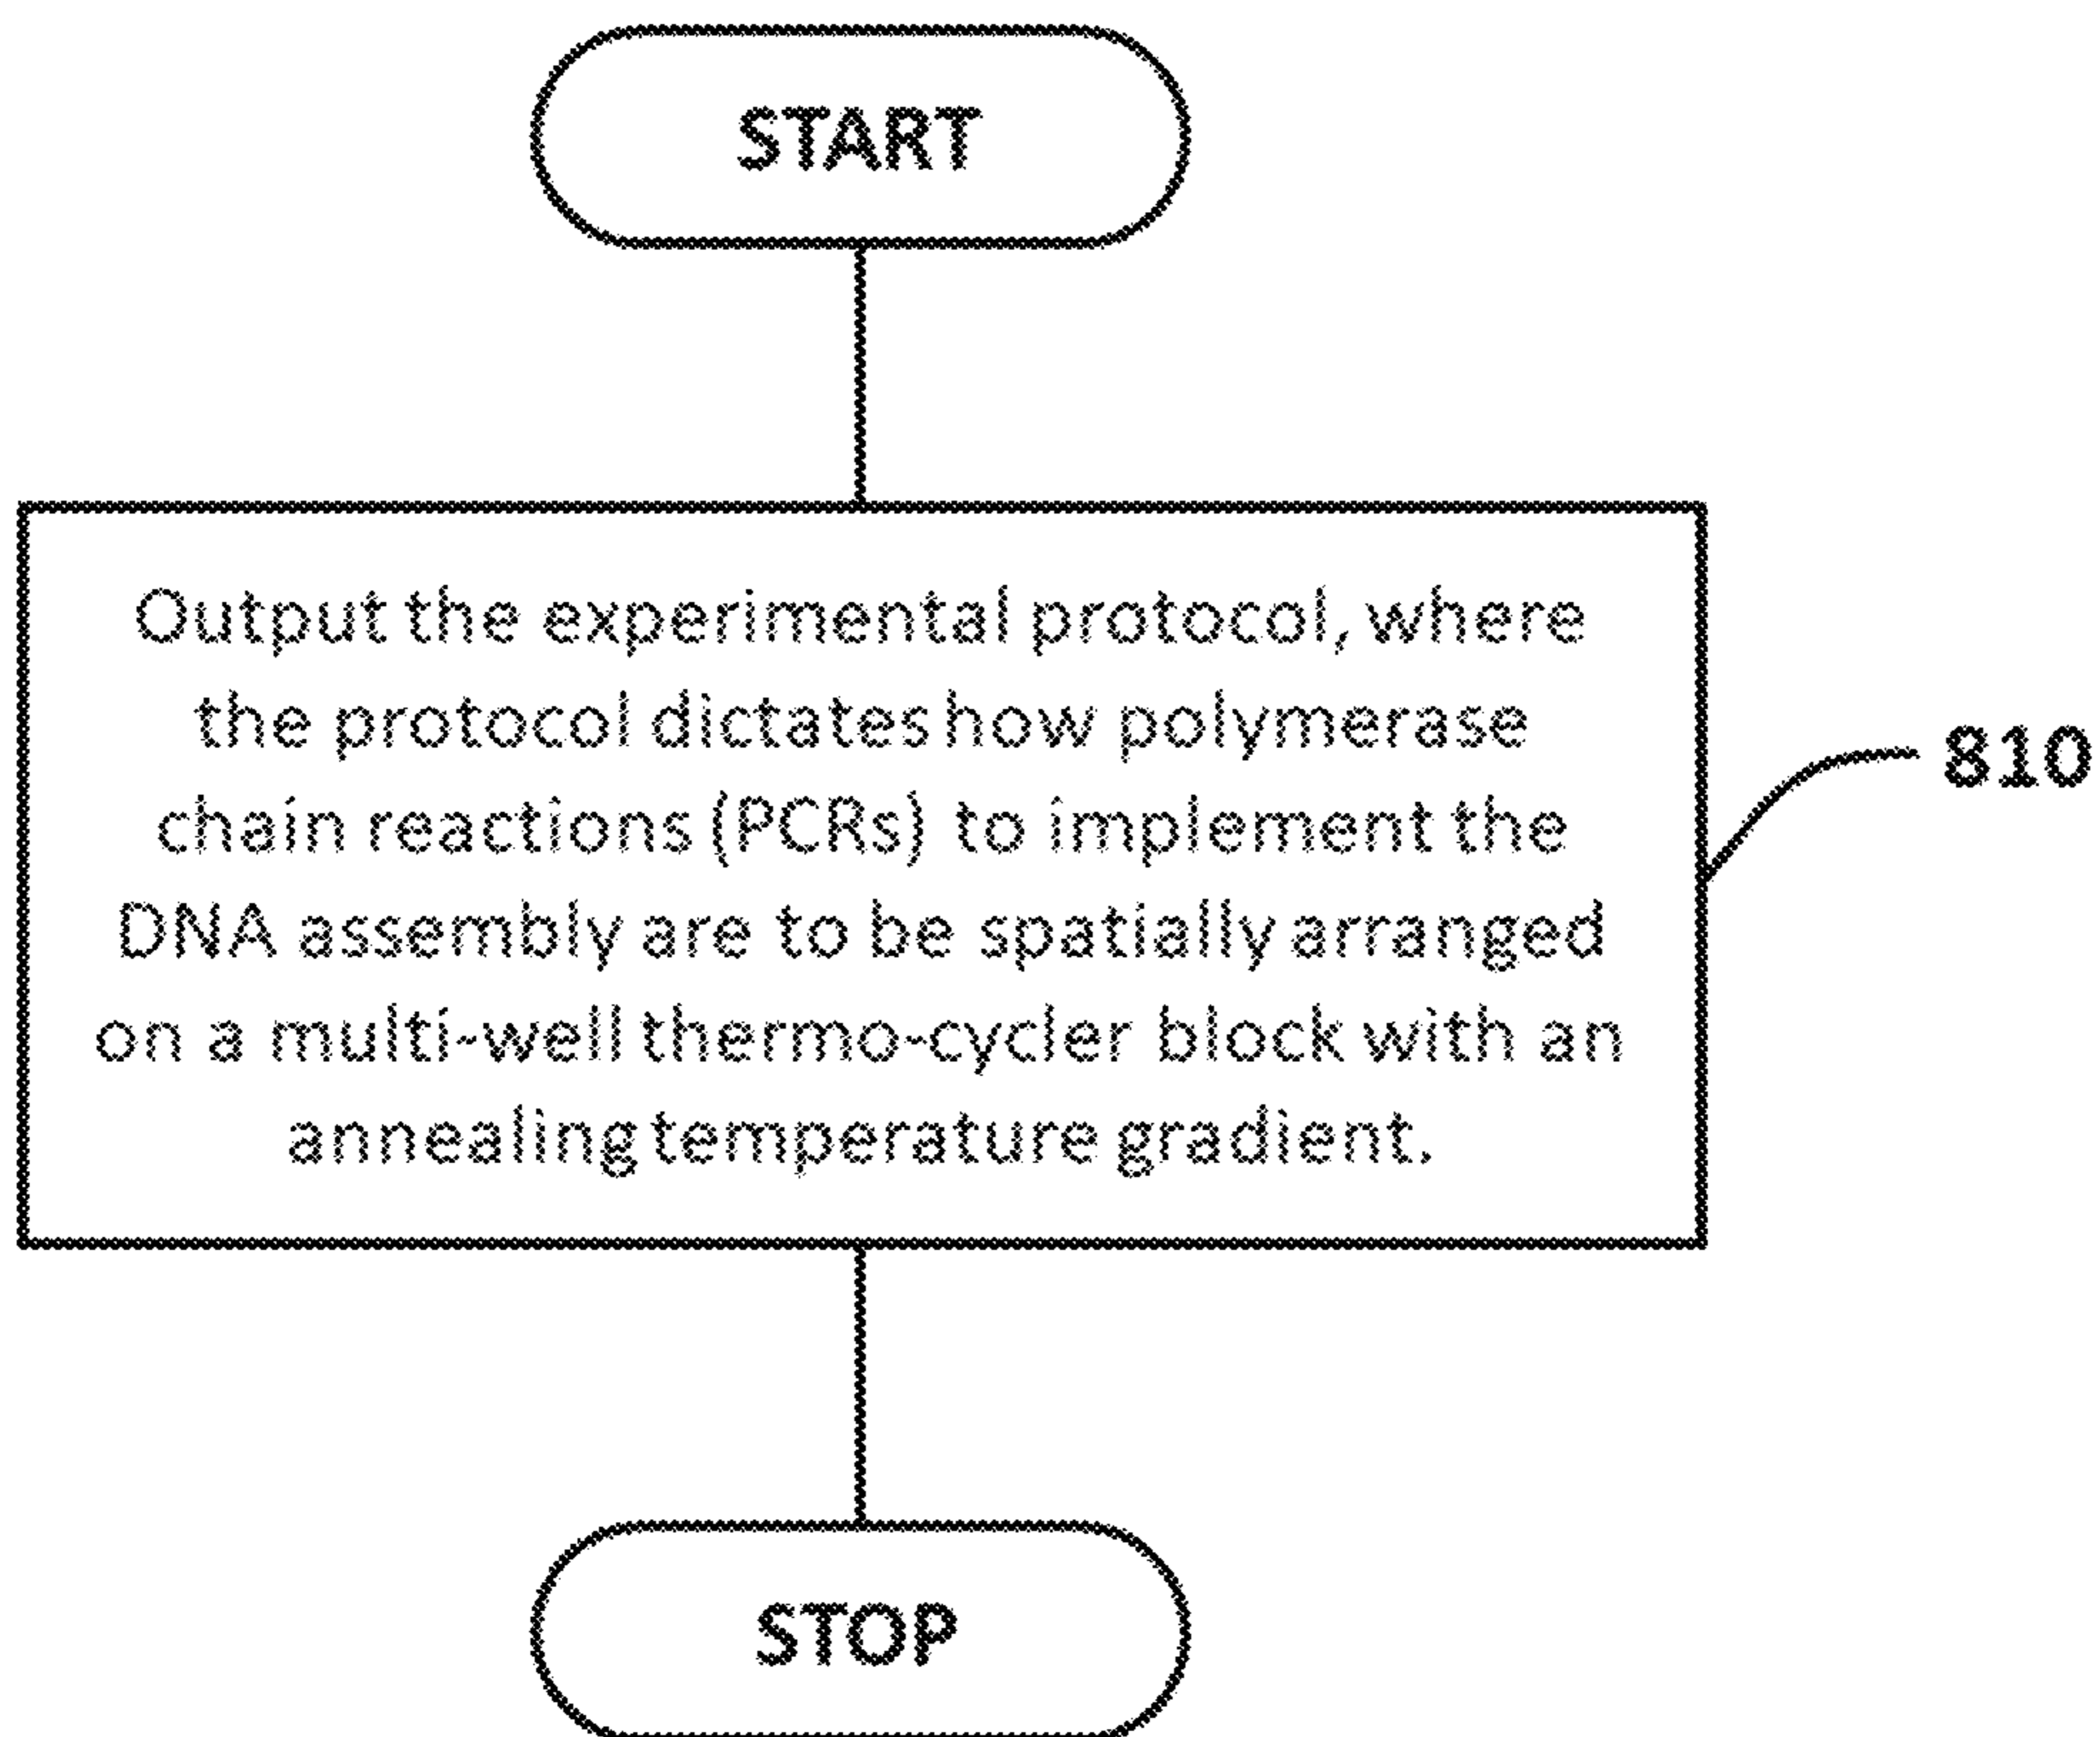 START
Output the experimental protocol, where
the protocol dictates how polymerase
chain reactions (PCRs) to implement the
DNA assembly are to be spatially arranged
on a multi-well thermo-cycler block with an
annealing temperature gradient.
810
STOP